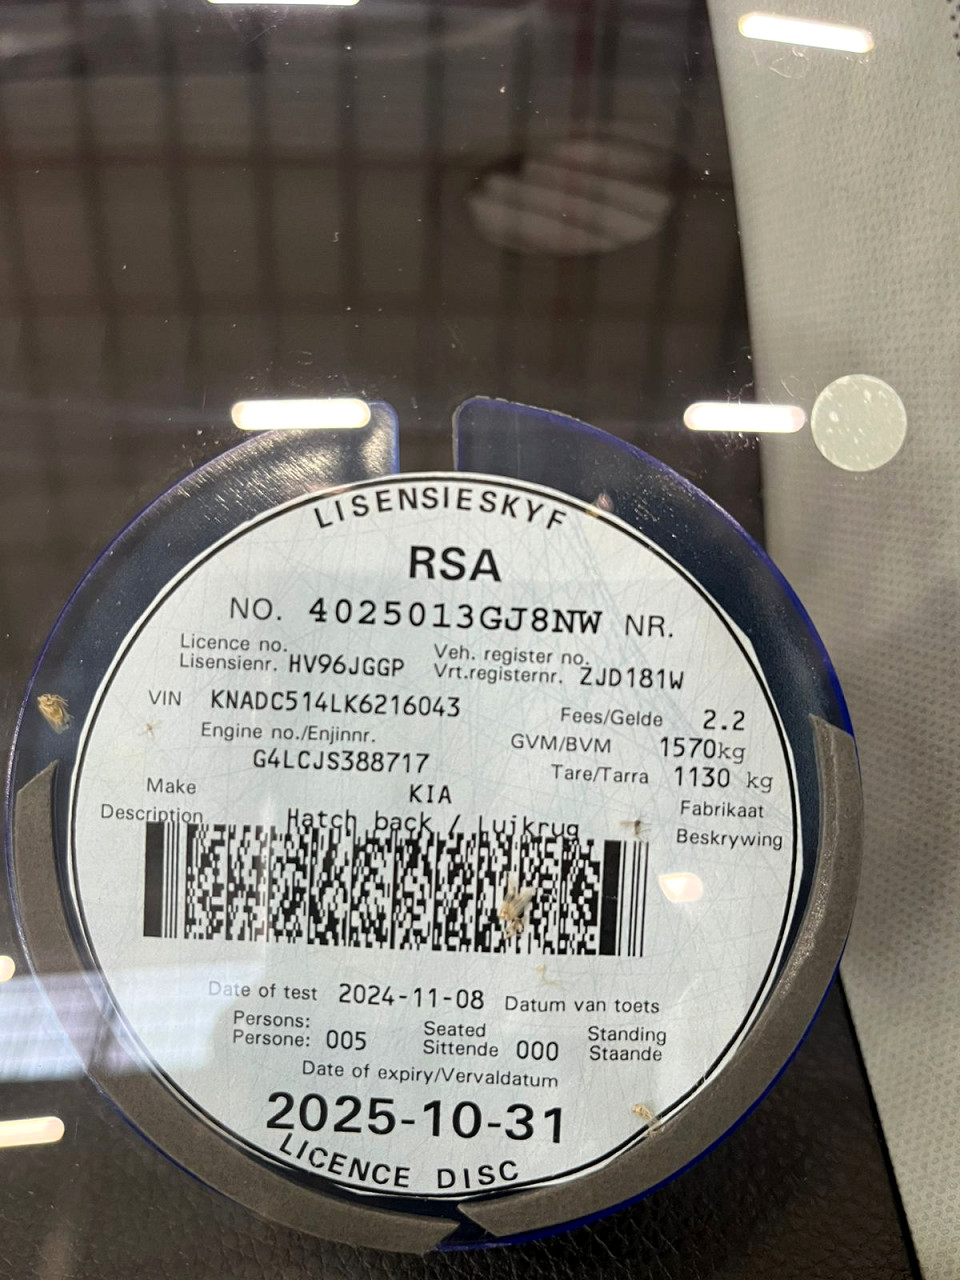 LISENSIESKYF
RSA
NO. 4025013GJ8NW NR.
Licence no. Veh. register no.
Lisensienr. HV96JGGP Vrt.registernr. ZJD181W
VIN KNADC514LK6216043 Fees/Gelde 2.2
Engine no./Enjinnr. GVM/BVM 1570kg
G4LCJS388717 Tare/Tarra 1130 kg
Make KIA Fabrikaat
Description Hatch back / Luikrug Beskrywing
Date of test 2024-11-08 Datum van toets
Persons: Seated Standing
Persone: 005 Sittende 000 Staande
Date of expiry/Vervaldatum
2025-10-31
LICENCE DISC